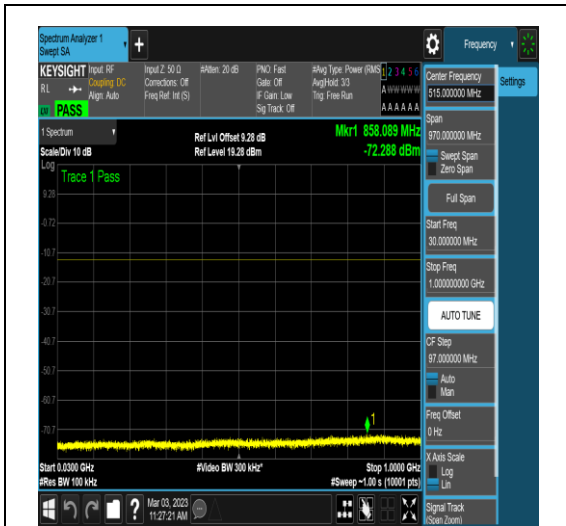 Spectrum Analyzer 1
Swept SA
Frequency
KEYSIGHT
RL
PASS
Input: RF
Coupling: DC
Align: Auto
Input Z: 50 Ω
Corrections: Off
Freq Ref: Int (S)
#Atten: 20 dB
PNO: Fast
Gate: Off
IF Gain: Low
Sig Track: Off
#Avg Type: Power (RMS
Avg|Hold: 3/3
Trig: Free Run
1 2 3 4 5 6
A W W W W W
A A A A A A
1 Spectrum
Scale/Div 10 dB
Ref Lvl Offset 9.28 dB
Ref Level 19.28 dBm
Mkr1 858.089 MHz
-72.288 dBm
Log
Trace 1 Pass
9.28
-0.72
-10.7
-20.7
-30.7
-40.7
-50.7
-60.7
-70.7
1
Start 0.0300 GHz
#Res BW 100 kHz
#Video BW 300 kHz*
Stop 1.0000 GHz
#Sweep ~1.00 s (10001 pts)
Mar 03, 2023
11:27:21 AM
Center Frequency
515.000000 MHz
Settings
Span
970.000000 MHz
Swept Span
Zero Span
Full Span
Start Freq
30.000000 MHz
Stop Freq
1.000000000 GHz
AUTO TUNE
CF Step
97.000000 MHz
Auto
Man
Freq Offset
0 Hz
X Axis Scale
Log
Lin
Signal Track
(Span Zoom)